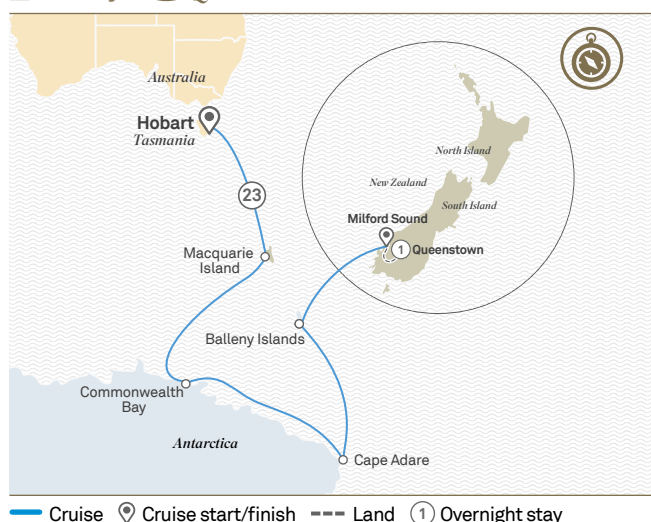 Australia
Hobart
Tasmania
23
North Island
New Zealand
South Island
Milford Sound
1 Queenstown
Macquarie
Island
Balleny Islands
Commonwealth
Bay
Antarctica
Cape Adare
Cruise Cruise start/finish Land 1 Overnight stay